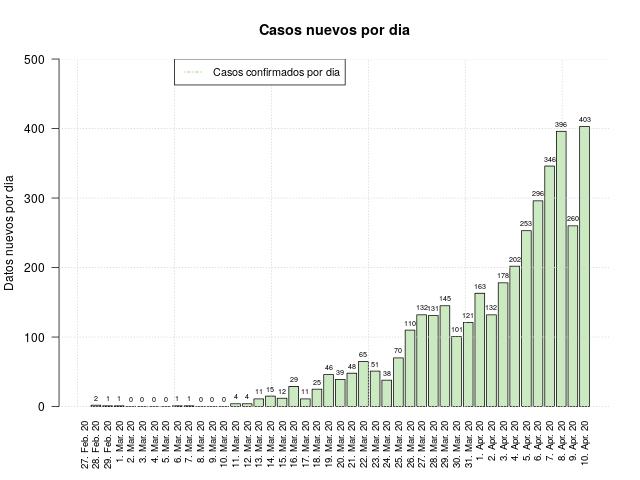 Casos nuevos por dia
Casos confirmados por dia
Datos nuevos por dia
500
400
300
200
100
0
2 1 1 0 0 0 0 1 1 0 0 0 4 4 11 15 12 29 11 25 46 39 48 65 51 38 70 110 132 131 145 101 121 163 132 178 202 253 296 346 396 260 403
27. Feb. 20
28. Feb. 20
29. Feb. 20
1. Mar. 20
2. Mar. 20
3. Mar. 20
4. Mar. 20
5. Mar. 20
6. Mar. 20
7. Mar. 20
8. Mar. 20
9. Mar. 20
10. Mar. 20
11. Mar. 20
12. Mar. 20
13. Mar. 20
14. Mar. 20
15. Mar. 20
16. Mar. 20
17. Mar. 20
18. Mar. 20
19. Mar. 20
20. Mar. 20
21. Mar. 20
22. Mar. 20
23. Mar. 20
24. Mar. 20
25. Mar. 20
26. Mar. 20
27. Mar. 20
28. Mar. 20
29. Mar. 20
30. Mar. 20
31. Mar. 20
1. Apr. 20
2. Apr. 20
3. Apr. 20
4. Apr. 20
5. Apr. 20
6. Apr. 20
7. Apr. 20
8. Apr. 20
9. Apr. 20
10. Apr. 20